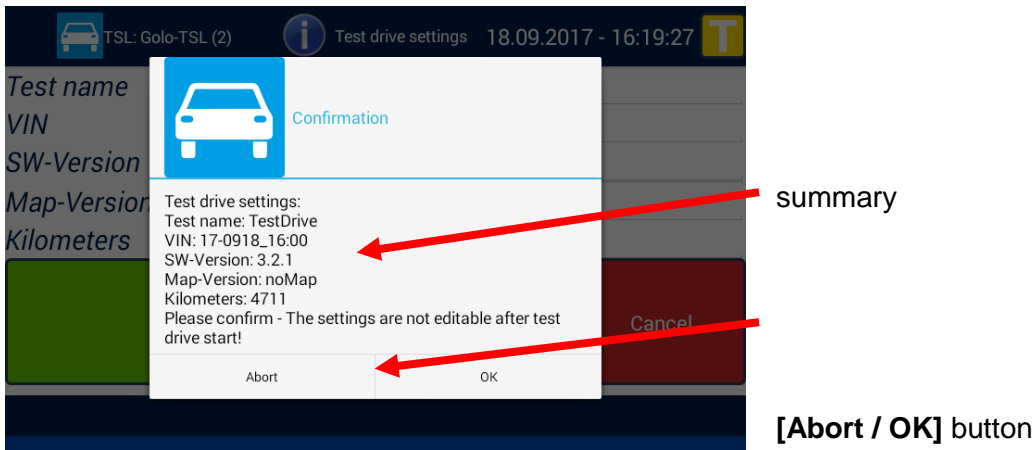 TSL: Golo-TSL (2)
i
Test drive settings
18.09.2017 - 16:19:27
T
Test name
VIN
SW-Version
Map-Version
Kilometers
Confirmation
Test drive settings:
Test name: TestDrive
VIN: 17-0918_16:00
SW-Version: 3.2.1
Map-Version: noMap
Kilometers: 4711
Please confirm - The settings are not editable after test
drive start!
Abort
OK
Cancel
summary
[Abort / OK] button